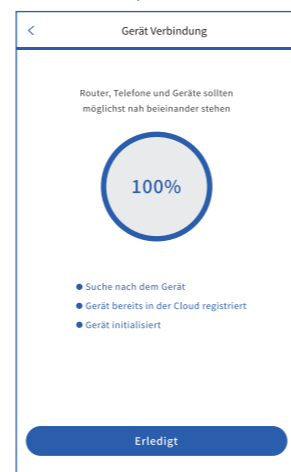 Gerät Verbindung
Router, Telefone und Geräte sollten
möglichst nah beieinander stehen
100%
Suche nach dem Gerät
Gerät bereits in der Cloud registriert
Gerät initialisiert
Erledigt